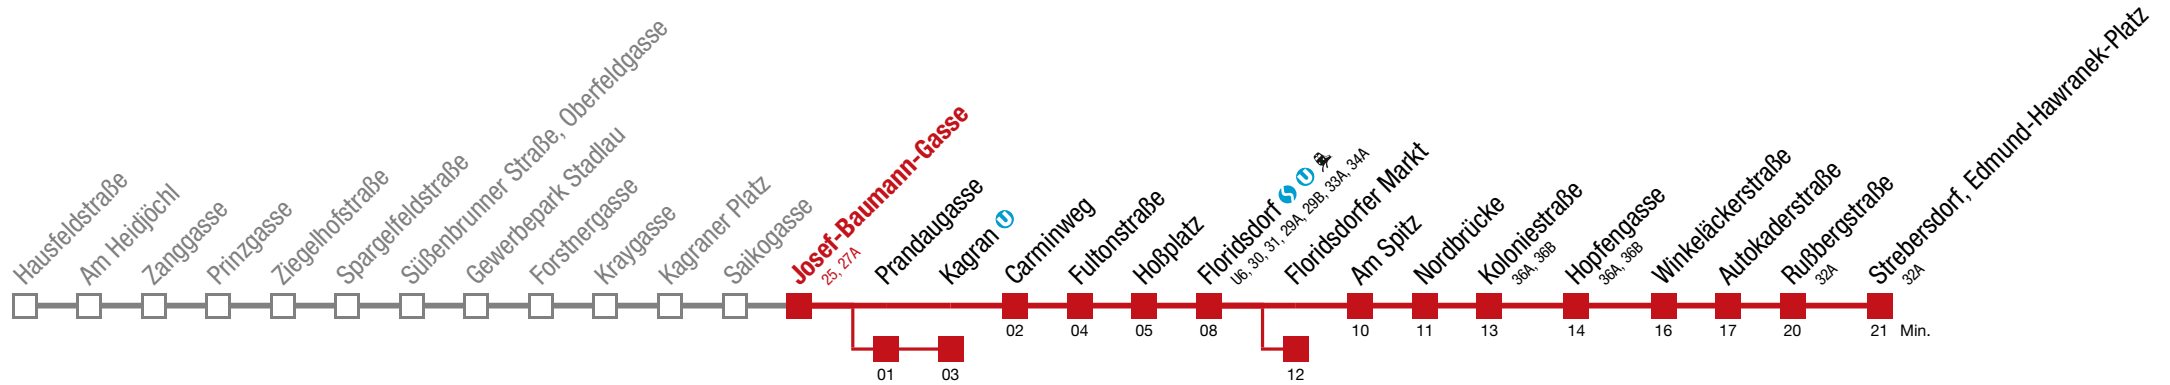 Hausfeldstraße
Am Heidjöchl
Zanggasse
Prinzgasse
Ziegelhofstraße
Spargelfeldstraße
Süßenbrunner Straße, Oberfeldgasse
Gewerbepark Stadlau
Forstnergasse
Kraygasse
Kagraner Platz
Saikogasse
Josef-Baumann-Gasse
25, 27A
Prandaugasse
Kagran U
Carminweg
Fultonstraße
Hoßplatz
Floridsdorf S U
U6, 30, 31, 29A, 29B, 33A, 34A
Floridsdorfer Markt
Am Spitz
Nordbrücke
Koloniestraße
36A, 36B
Hopfengasse
36A, 36B
Winkeläckerstraße
Autokaderstraße
Rußbergstraße
32A
Strebersdorf, Edmund-Hawranek-Platz
32A
02 04 05 08 10 11 13 14 16 17 20 21 Min.
01 03 12